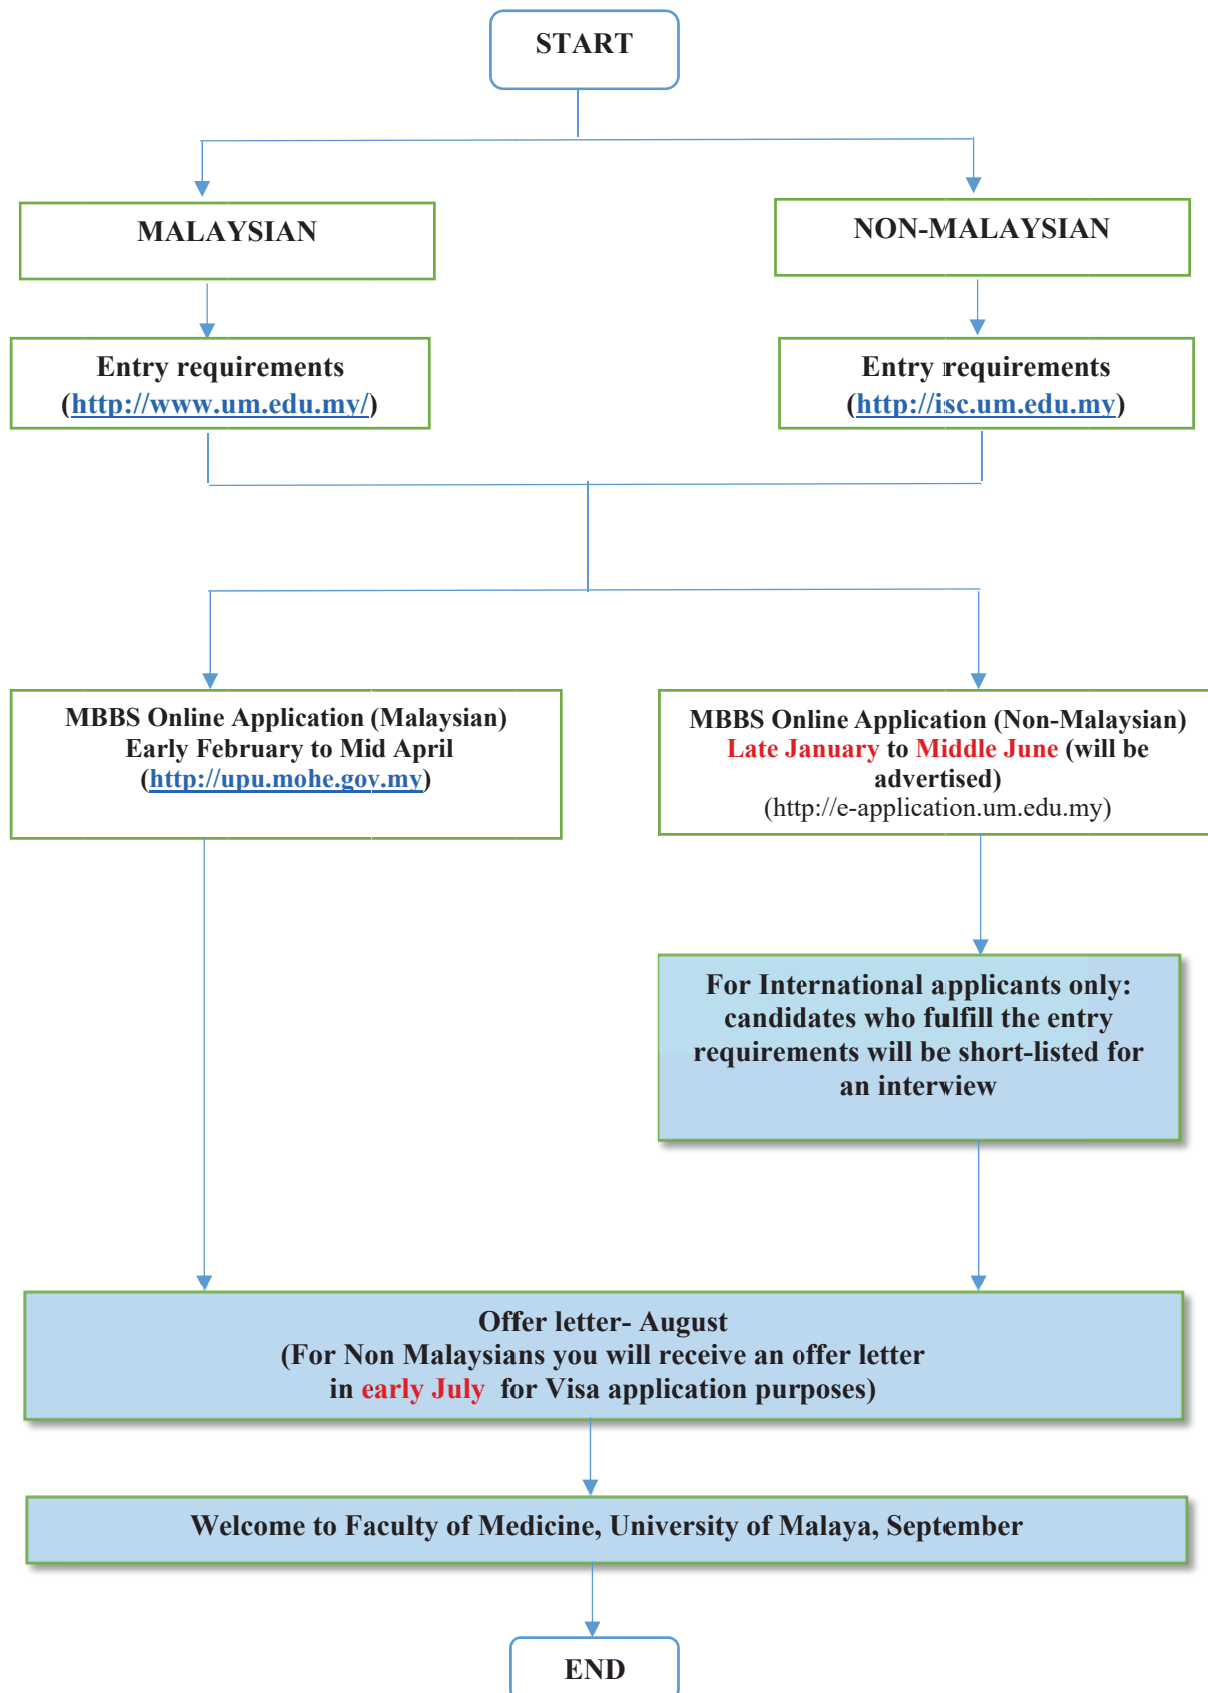 START
MALAYSIAN
NON-MALAYSIAN
Entry requirements
(http://www.um.edu.my/)
Entry requirements
(http://isc.um.edu.my)
MBBS Online Application (Malaysian)
Early February to Mid April
(http://upu.mohe.gov.my)
MBBS Online Application (Non-Malaysian)
Late January to Middle June (will be
advertised)
(http://e-application.um.edu.my)
For International applicants only:
candidates who fulfill the entry
requirements will be short-listed for
an interview
Offer letter- August
(For Non Malaysians you will receive an offer letter
in early July for Visa application purposes)
Welcome to Faculty of Medicine, University of Malaya, September
END